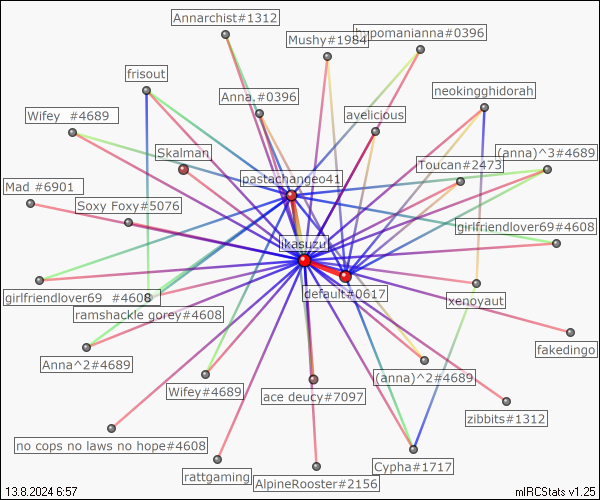 Annarchist#1312
Mushy#1984
hypomanianna#0396
frisout
neokingghidorah
Anna,#0396
Wifey  #4689
avelicious
Skalman
(anna)^3#4689
Toucan#2473
pastachangeo41
Mad #6901
Soxy Foxy#5076
girlfriendlover69#4608
ikasuzu
default#0617
girlfriendlover69  #4608
xenoyaut
ramshackle gorey#4608
fakedingo
Anna^2#4689
(anna)^2#4689
Wifey#4689
ace deucy#7097
zibbits#1312
no cops no laws no hope#4608
rattgaming
Cypha#1717
AlpineRooster#2156
13.8.2024 6:57
mIRCStats v1.25